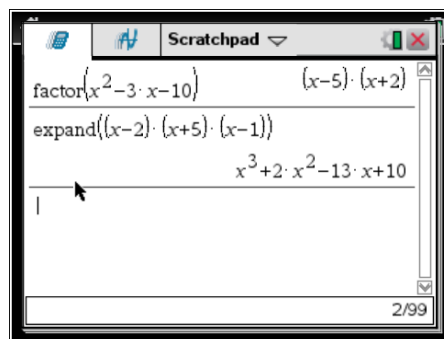 Scratchpad
factor(x²-3·x-10) (x-5)·(x+2)
expand((x-2)·(x+5)·(x-1))
x³+2·x²-13·x+10
2/99